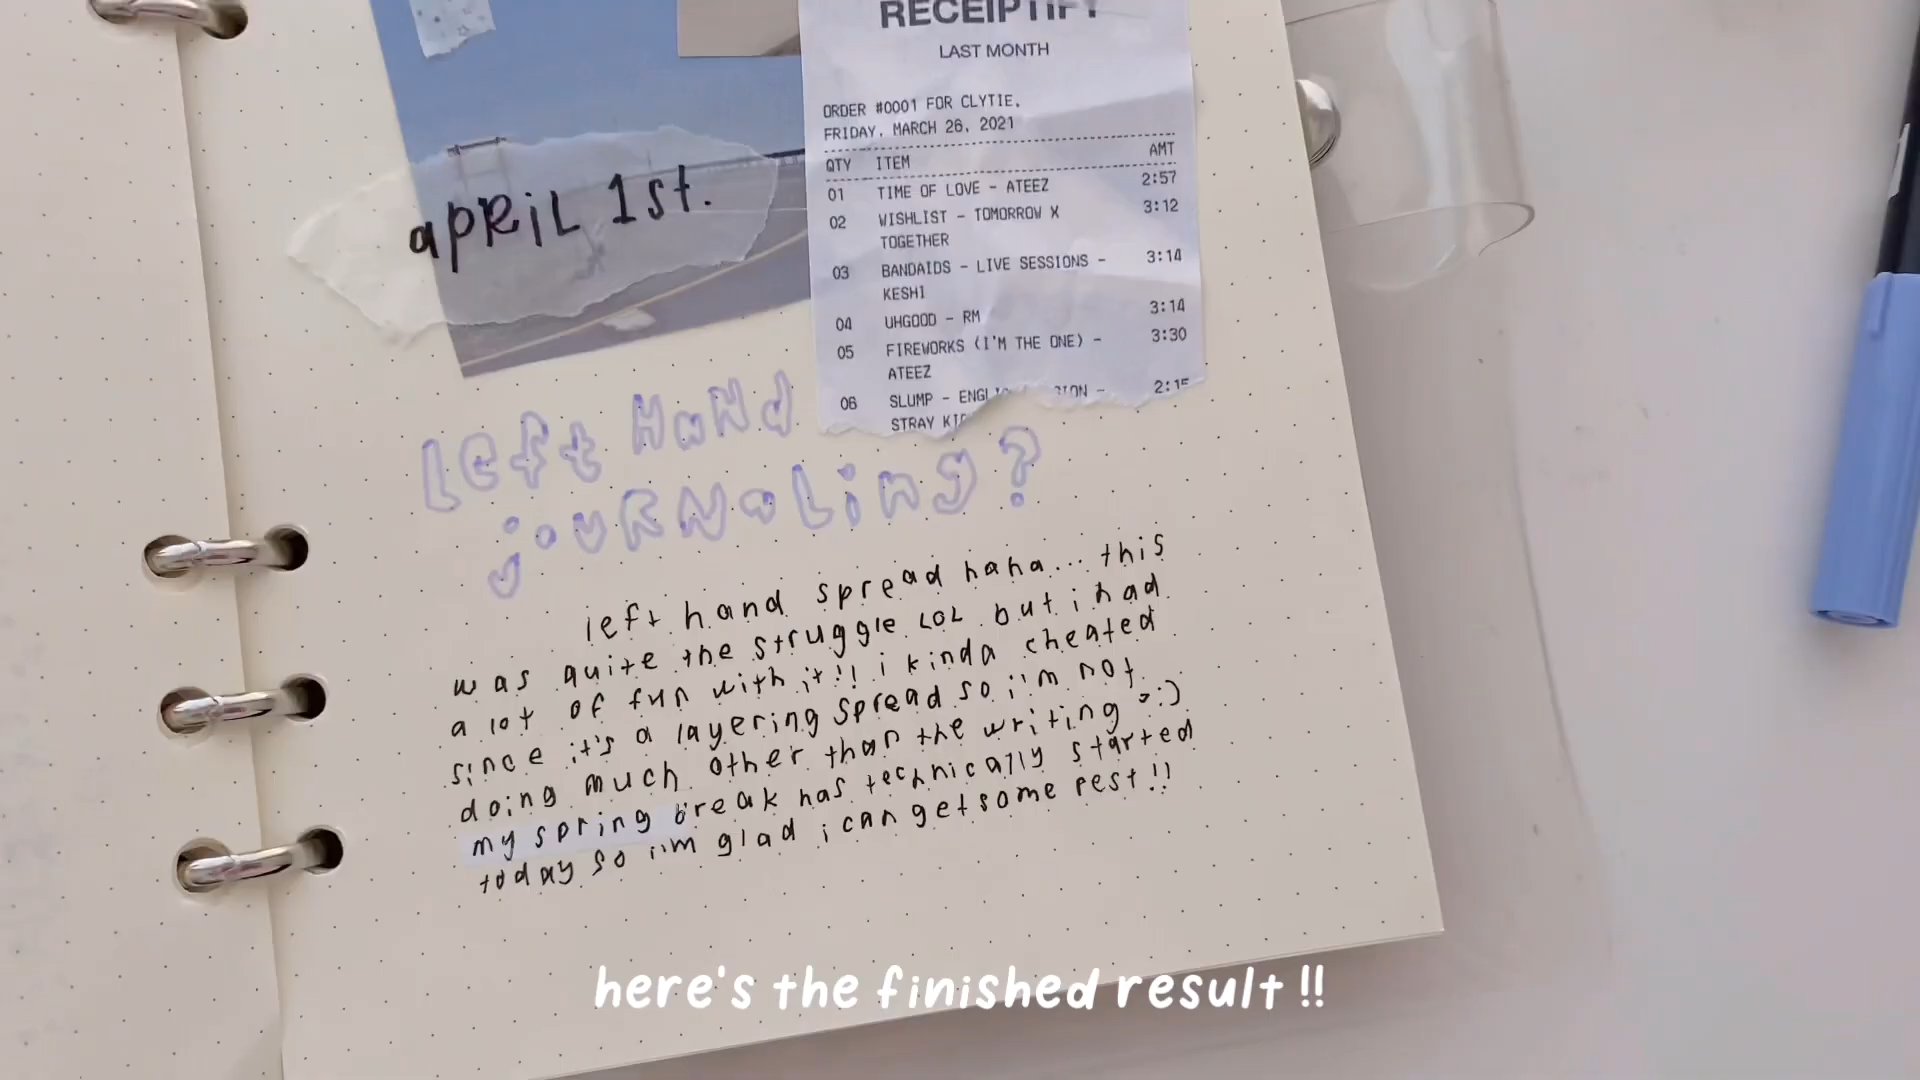 RECEIPTIFY
LAST MONTH
ORDER #0001 FOR CLYTIE,
FRIDAY, MARCH 26, 2021
QTY ITEM AMT
01 TIME OF LOVE - ATEEZ 2:57
02 WISHLIST - TOMORROW X 3:12
TOGETHER
03 BANDAIDS - LIVE SESSIONS - 3:14
KESHI
04 UHGOOD - RM 3:14
05 FIREWORKS (I'M THE ONE) - 3:30
ATEEZ
06 SLUMP - 2:15
STRAY
april 1st.
Left Hand
journaling?
left hand spread haha... this
was quite the struggle LOL but i had
a lot of fun with it!! i kinda cheated
since it's a layering spread so i'm not
doing much other than the writing >:)
my spring break has technically started
today so i'm glad i can get some rest!!
here's the finished result !!